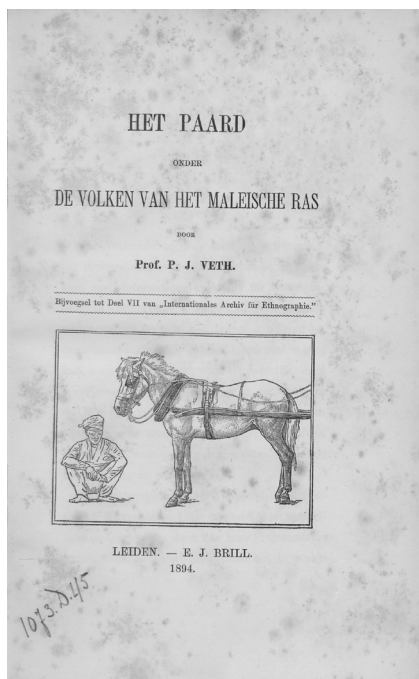 HET PAARD
ONDER
DE VOLKEN VAN HET MALEISCHE RAS
DOOR
Prof. P. J. VETH.
Bijvoegsel tot Deel VII van „Internationales Archiv für Ethnographie."
LEIDEN. — E. J. BRILL.
1894.
1073.D.45